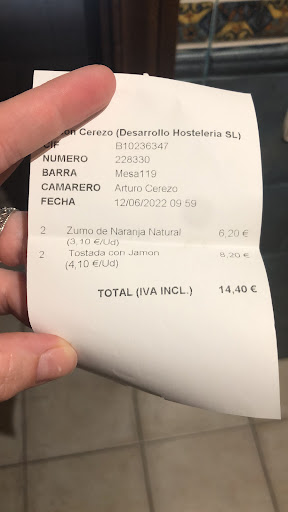 Cerezo (Desarrollo Hosteleria SL)
CIF B10236347
NUMERO 228330
BARRA Mesa119
CAMARERO Arturo Cerezo
FECHA 12/06/2022 09 59
2 Zumo de Naranja Natural 6,20 €
(3,10 €/Ud)
2 Tostada con Jamon 8,20 €
(4,10 €/Ud)
TOTAL (IVA INCL.) 14,40 €